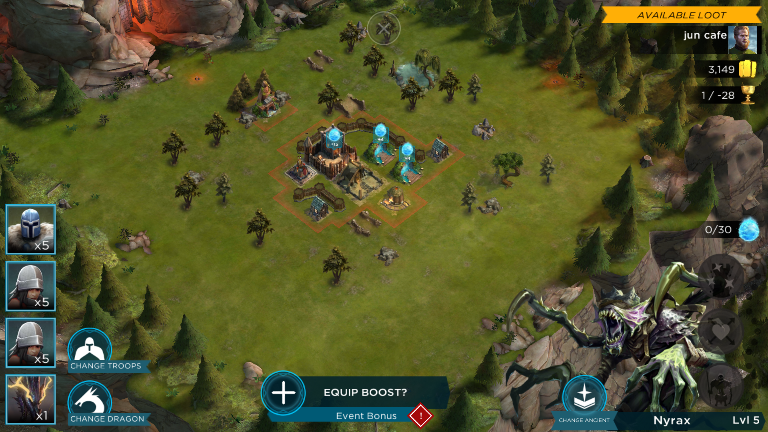 AVAILABLE LOOT
jun cafe
3,149
1 / -28
0/30
x5
x5
x5
x1
CHANGE TROOPS
CHANGE DRAGON
EQUIP BOOST?
Event Bonus
!
CHANGE ANCIENT
Nyrax
Lvl 5